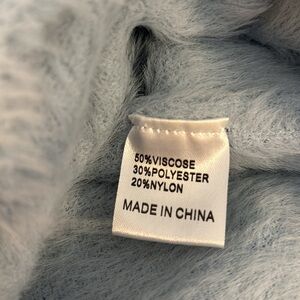 50%VISCOSE
30%POLYESTER
20%NYLON
MADE IN CHINA